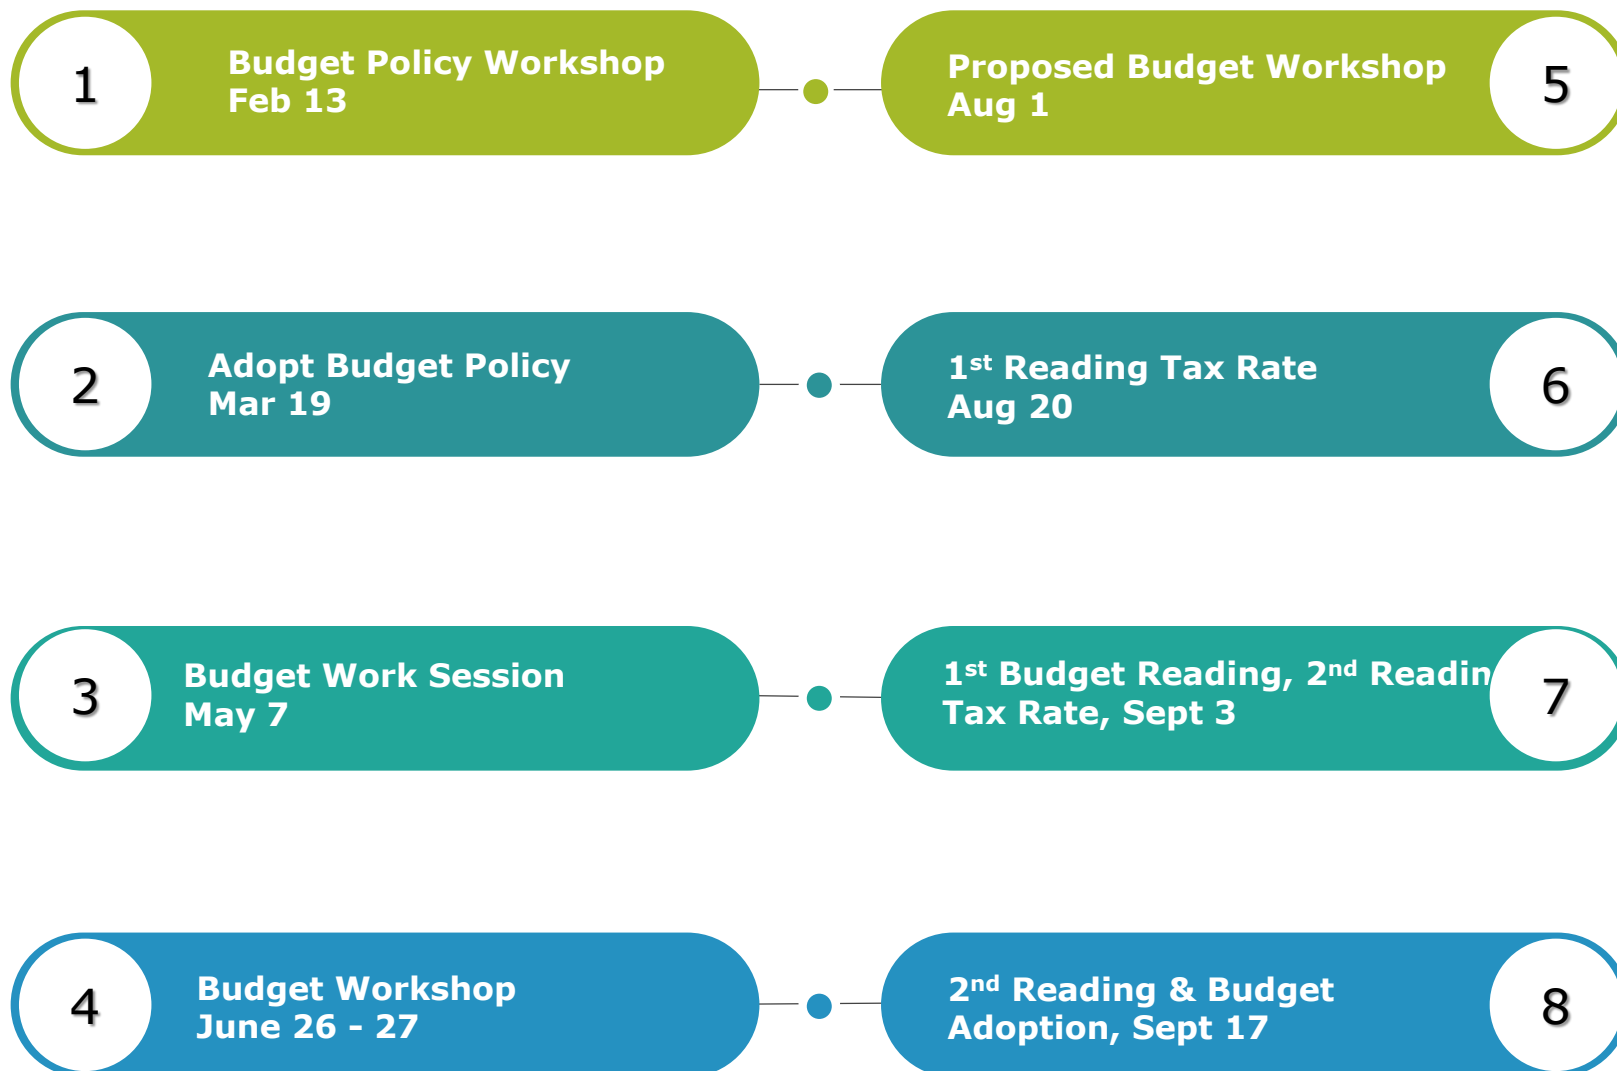 1
Budget Policy Workshop
Feb 13
2
Adopt Budget Policy
Mar 19
3
Budget Work Session
May 7
4
Budget Workshop
June 26 - 27
Proposed Budget Workshop
Aug 1
5
1st Reading Tax Rate
Aug 20
6
1st Budget Reading, 2nd Readin
Tax Rate, Sept 3
7
2nd Reading & Budget
Adoption, Sept 17
8